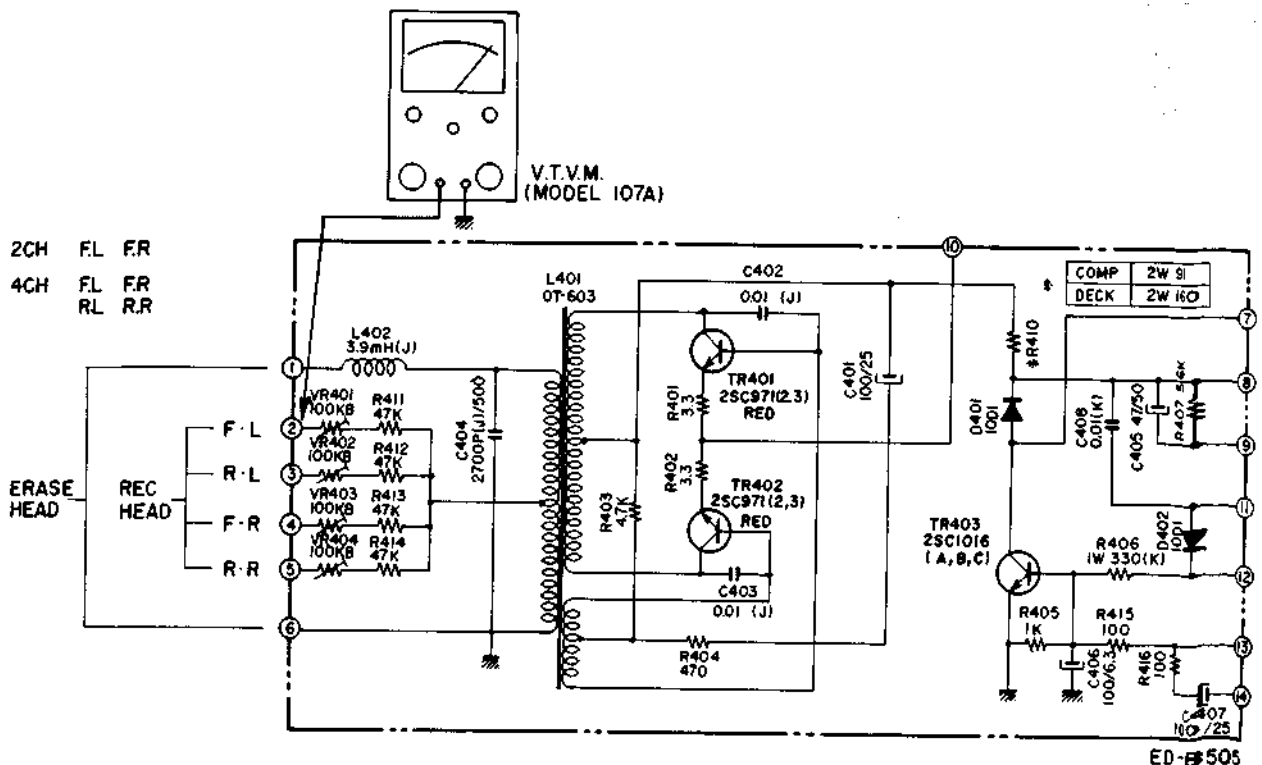 V.T.V.M.
(MODEL 107A)
2CH F.L F.R
4CH F.L F.R
R.L R.R
10
C402
0.01 (J)
L401
OT-603
*
COMP 2W 91
DECK 2W 160
7
L402
3.9mH(J)
1
*R410
TR401
2SC971(2,3)
RED
R401
3.3
C401
100/25
D401
1001
C408
0.01(K)
C405 47/50
R407 5.6K
8
9
VR401
100KB
R411
47K
F·L
2
VR402
100KB
R412
47K
R·L
3
VR403
100KB
R413
47K
F·R
4
VR404
100KB
R414
47K
R·R
5
6
ERASE
HEAD
REC
HEAD
C404
2700P(J)/500
R402
3.3
R403
4.7K
TR402
2SC971(2,3)
RED
C403
0.01 (J)
R404
470
TR403
2SC1016
(A,B,C)
11
D402
1001
R406
1W 330(K)
12
R405
1K
R415
100
13
C406
100/6.3
R416
100
14
C407
/25